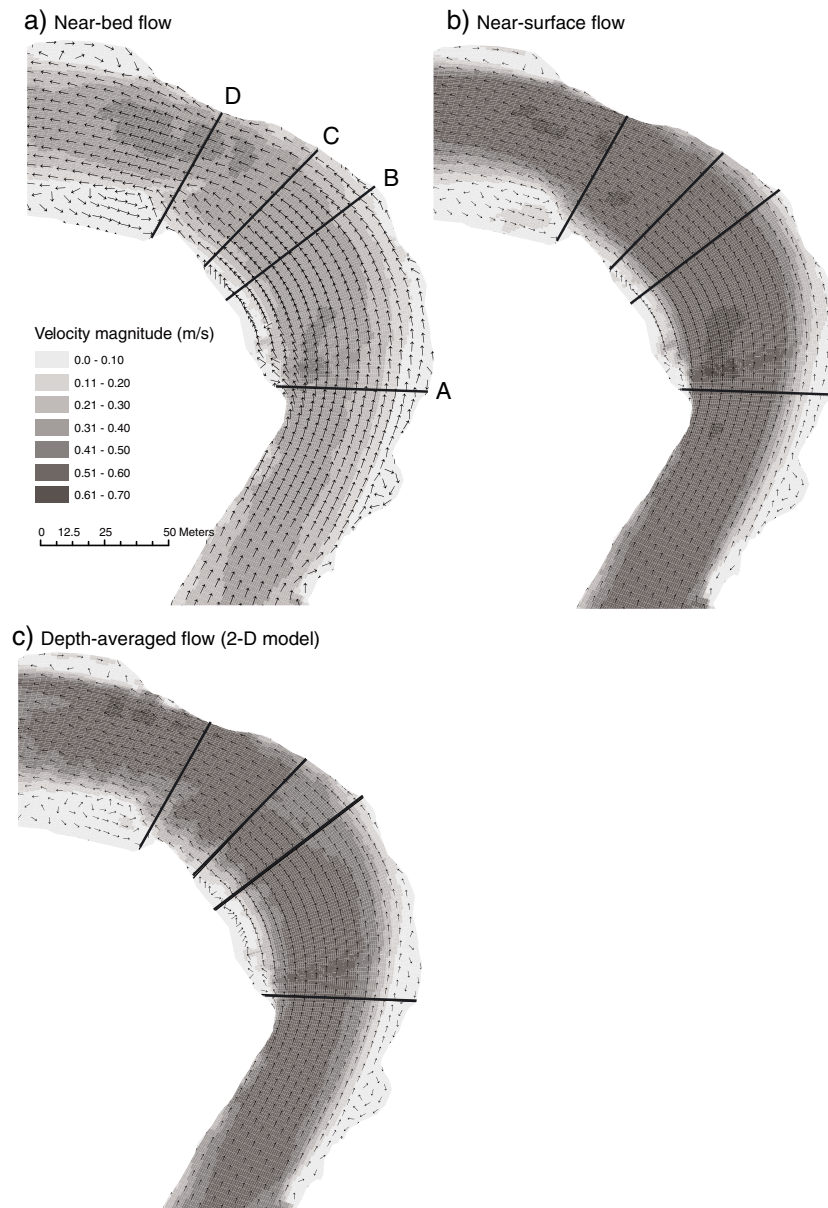 a) Near-bed flow
b) Near-surface flow
D
C
B
A
Velocity magnitude (m/s)
0.0 - 0.10
0.11 - 0.20
0.21 - 0.30
0.31 - 0.40
0.41 - 0.50
0.51 - 0.60
0.61 - 0.70
0 12.5 25 50 Meters
c) Depth-averaged flow (2-D model)